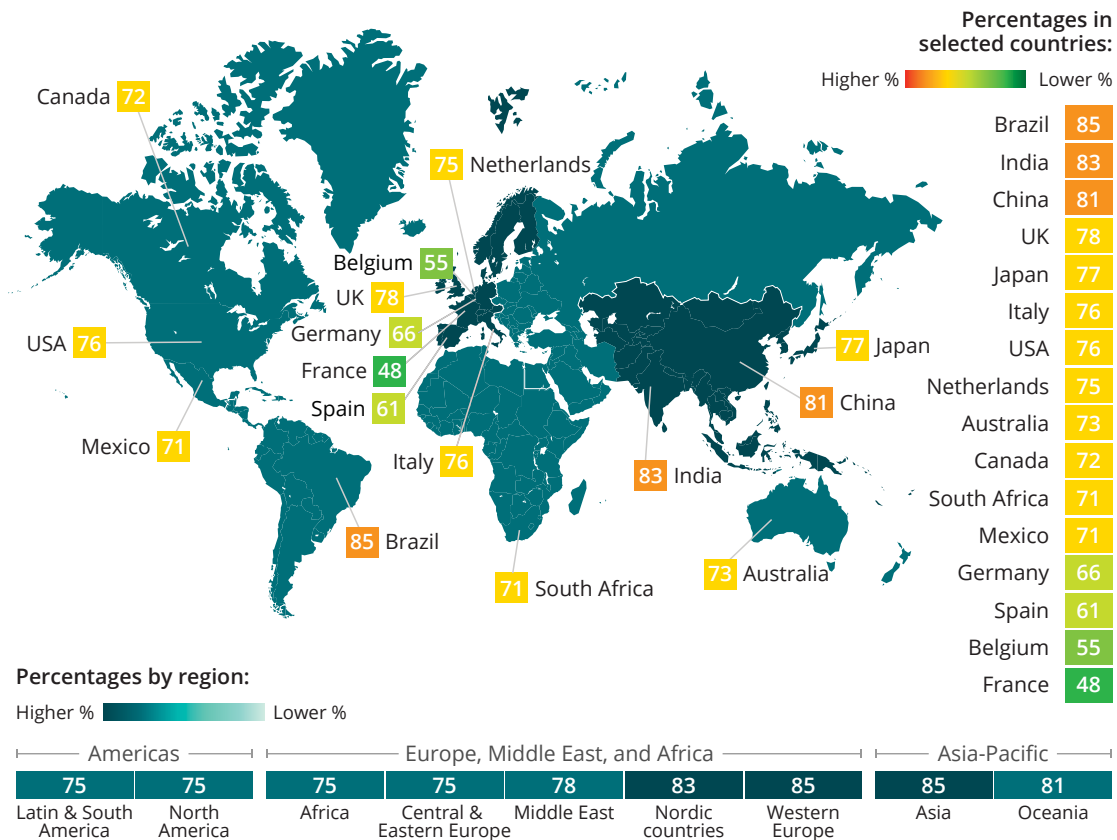 Percentages in
selected countries:
Higher % Lower %
Canada 72
75 Netherlands
Belgium 55
UK 78
Germany 66
USA 76
France 48
77 Japan
Spain 61
81 China
Mexico 71
Italy 76
83 India
85 Brazil
73 Australia
71 South Africa
Brazil 85
India 83
China 81
UK 78
Japan 77
Italy 76
USA 76
Netherlands 75
Australia 73
Canada 72
South Africa 71
Mexico 71
Germany 66
Spain 61
Belgium 55
France 48
Percentages by region:
Higher % Lower %
Americas Europe, Middle East, and Africa Asia-Pacific
75 75 75 75 78 83 85 85 81
Latin & South North Africa Central & Middle East Nordic Western Asia Oceania
America America Eastern Europe countries Europe